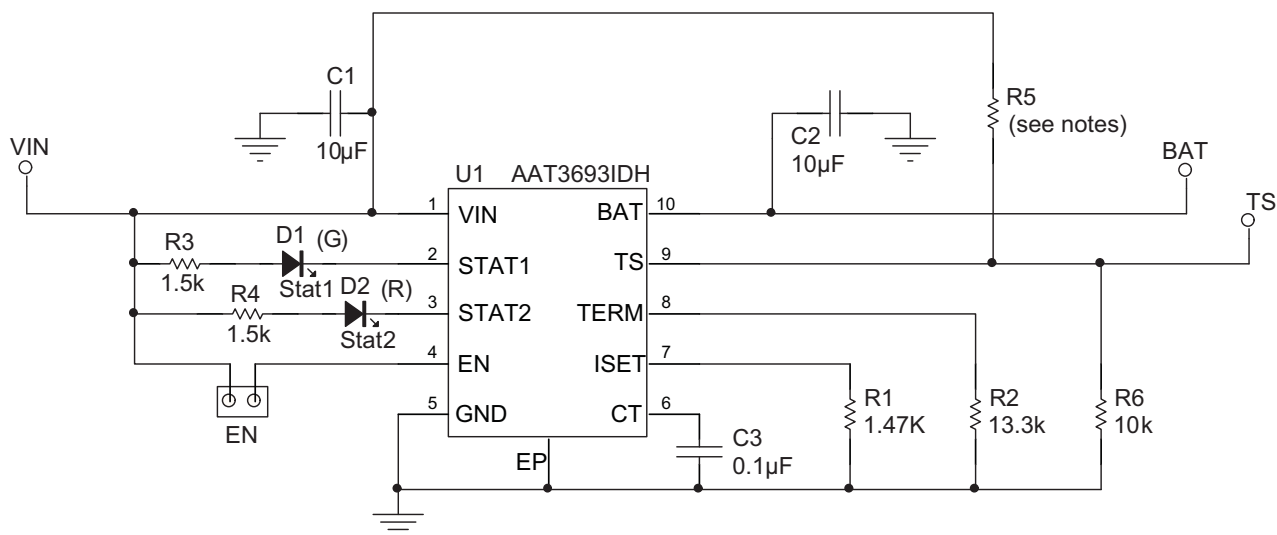 C1
10µF
R5
(see notes)
C2
10µF
VIN
BAT
TS
U1 AAT3693IDH
1
VIN
BAT
10
R3
1.5k
D1 (G)
Stat1
2
STAT1
TS
9
R4
1.5k
D2 (R)
Stat2
3
STAT2
TERM
8
4
EN
ISET
7
EN
5
GND
CT
6
R1
1.47K
R2
13.3k
R6
10k
C3
0.1µF
EP